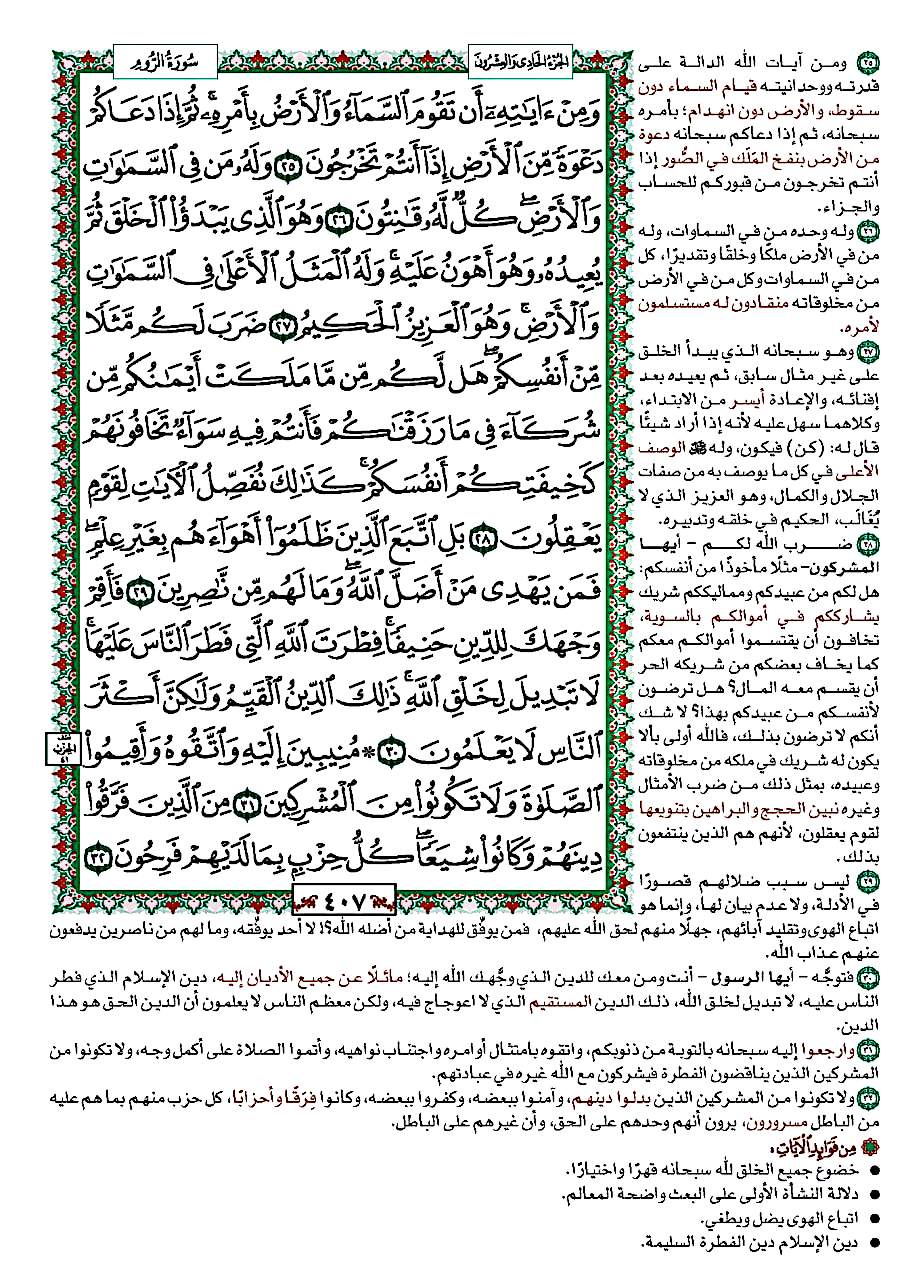 سُورَةُ الرُّومِ
الجُزْءُ الحَادِى وَالعِشْرُونَ
وَمِنْ ءَايَٰتِهِۦٓ أَن تَقُومَ ٱلسَّمَآءُ وَٱلْأَرْضُ بِأَمْرِهِۦ ۚ ثُمَّ إِذَا دَعَاكُمْ
دَعْوَةً مِّنَ ٱلْأَرْضِ إِذَآ أَنتُمْ تَخْرُجُونَ ٢٥ وَلَهُۥ مَن فِى ٱلسَّمَٰوَٰتِ
وَٱلْأَرْضِ ۖ كُلٌّ لَّهُۥ قَٰنِتُونَ ٢٦ وَهُوَ ٱلَّذِى يَبْدَؤُا۟ ٱلْخَلْقَ ثُمَّ
يُعِيدُهُۥ وَهُوَ أَهْوَنُ عَلَيْهِ ۚ وَلَهُ ٱلْمَثَلُ ٱلْأَعْلَىٰ فِى ٱلسَّمَٰوَٰتِ
وَٱلْأَرْضِ ۚ وَهُوَ ٱلْعَزِيزُ ٱلْحَكِيمُ ٢٧ ضَرَبَ لَكُم مَّثَلًا
مِّنْ أَنفُسِكُمْ ۖ هَل لَّكُم مِّن مَّا مَلَكَتْ أَيْمَٰنُكُم مِّن
شُرَكَآءَ فِى مَا رَزَقْنَٰكُمْ فَأَنتُمْ فِيهِ سَوَآءٌ تَخَافُونَهُمْ
كَخِيفَتِكُمْ أَنفُسَكُمْ ۚ كَذَٰلِكَ نُفَصِّلُ ٱلْءَايَٰتِ لِقَوْمٍ
يَعْقِلُونَ ٢٨ بَلِ ٱتَّبَعَ ٱلَّذِينَ ظَلَمُوٓا۟ أَهْوَآءَهُم بِغَيْرِ عِلْمٍ ۖ
فَمَن يَهْدِى مَنْ أَضَلَّ ٱللَّهُ ۖ وَمَا لَهُم مِّن نَّٰصِرِينَ ٢٩ فَأَقِمْ
وَجْهَكَ لِلدِّينِ حَنِيفًا ۚ فِطْرَتَ ٱللَّهِ ٱلَّتِى فَطَرَ ٱلنَّاسَ عَلَيْهَا ۚ
لَا تَبْدِيلَ لِخَلْقِ ٱللَّهِ ۚ ذَٰلِكَ ٱلدِّينُ ٱلْقَيِّمُ وَلَٰكِنَّ أَكْثَرَ
ٱلنَّاسِ لَا يَعْلَمُونَ ٣٠ ۞ مُنِيبِينَ إِلَيْهِ وَٱتَّقُوهُ وَأَقِيمُوا۟
ٱلصَّلَوٰةَ وَلَا تَكُونُوا۟ مِنَ ٱلْمُشْرِكِينَ ٣١ مِنَ ٱلَّذِينَ فَرَّقُوا۟
دِينَهُمْ وَكَانُوا۟ شِيَعًا ۖ كُلُّ حِزْبٍۭ بِمَا لَدَيْهِمْ فَرِحُونَ ٣٢
نصف
الحزب
٤١
٤٠٧
٢٥ ومن آيات الله الدالة على
قدرته ووحدانيته قيام السماء دون
سقوط، والأرض دون انهدام؛ بأمره
سبحانه، ثم إذا دعاكم سبحانه دعوة
من الأرض بنفخ المَلَك في الصُّور إذا
أنتم تخرجون من قبوركم للحساب
والجزاء.
٢٦ وله وحده من في السماوات، وله
من في الأرض ملكًا وخلقًا وتقديرًا، كل
من في السماوات وكل من في الأرض
من مخلوقاته منقادون له مستسلمون
لأمره.
٢٧ وهو سبحانه الذي يبدأ الخلق
على غير مثال سابق، ثم يعيده بعد
إفنائه، والإعادة أيسر من الابتداء،
وكلاهما سهل عليه لأنه إذا أراد شيئًا
قال له: (كن) فيكون، وله ﷻ الوصف
الأعلى في كل ما يوصف به من صفات
الجلال والكمال، وهو العزيز الذي لا
يُغَالَب، الحكيم في خلقه وتدبيره.
٢٨ ضرب الله لكم – أيها
المشركون– مثلًا مأخوذًا من أنفسكم:
هل لكم من عبيدكم ومماليككم شريك
يشارككم في أموالكم بالسوية،
تخافون أن يقتسموا أموالكم معكم
كما يخاف بعضكم من شريكه الحر
أن يقسم معه المال؟ هل ترضون
لأنفسكم من عبيدكم بهذا؟ لا شك
أنكم لا ترضون بذلك، فالله أولى بألا
يكون له شريك في ملكه من مخلوقاته
وعبيده، بمثل ذلك من ضرب الأمثال
وغيره نبين الحجج والبراهين بتنويعها
لقوم يعقلون، لأنهم هم الذين ينتفعون
بذلك.
٢٩ ليس سبب ضلالهم قصورًا
في الأدلة، ولا عدم بيان لها، وإنما هو
اتباع الهوى وتقليد آبائهم، جهلًا منهم لحق الله عليهم، فمن يوفّق للهداية من أضله الله؟! لا أحد يوفّقه، وما لهم من ناصرين يدفعون
عنهم عذاب الله.
٣٠ فتوجَّه – أيها الرسول – أنت ومن معك للدين الذي وجَّهك الله إليه؛ مائلًا عن جميع الأديان إليه، دين الإسلام الذي فطر
الناس عليه، لا تبديل لخلق الله، ذلك الدين المستقيم الذي لا اعوجاج فيه، ولكن معظم الناس لا يعلمون أن الدين الحق هو هذا
الدين.
٣١ وارجعوا إليه سبحانه بالتوبة من ذنوبكم، واتقوه بامتثال أوامره واجتناب نواهيه، وأتموا الصلاة على أكمل وجه، ولا تكونوا من
المشركين الذين يناقضون الفطرة فيشركون مع الله غيره في عبادتهم.
٣٢ ولا تكونوا من المشركين الذين بدلوا دينهم، وآمنوا ببعضه، وكفروا ببعضه، وكانوا فِرَقًا وأحزابًا، كل حزب منهم بما هم عليه
من الباطل مسرورون، يرون أنهم وحدهم على الحق، وأن غيرهم على الباطل.
مِن فَوَائِدِ الْآيَاتِ:
● خضوع جميع الخلق لله سبحانه قهرًا واختيارًا.
● دلالة النشأة الأولى على البعث واضحة المعالم.
● اتباع الهوى يضل ويطغي.
● دين الإسلام دين الفطرة السليمة.